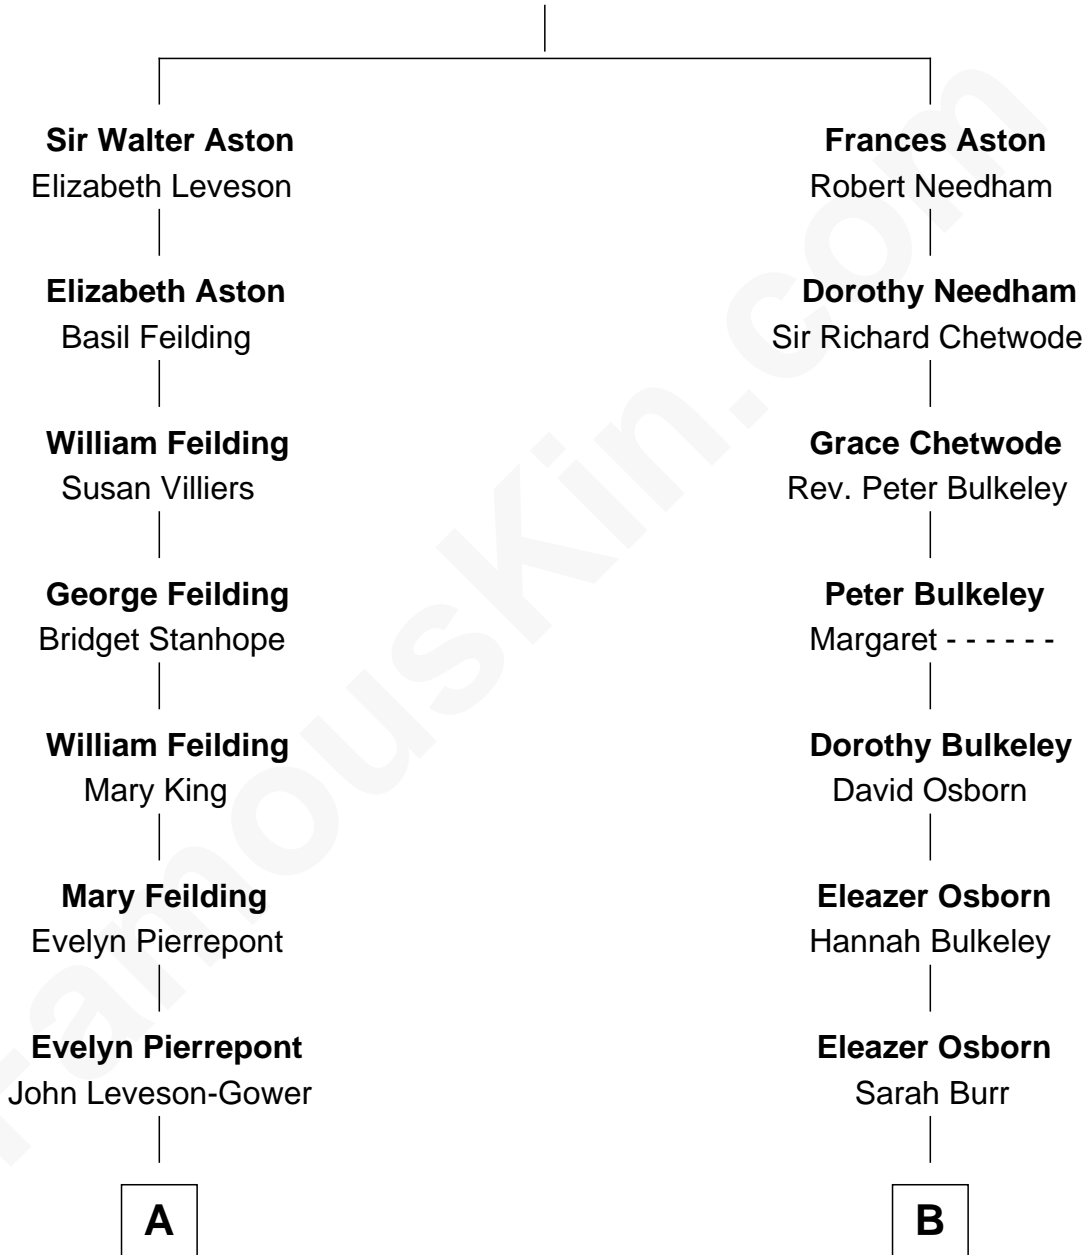 Sir Walter Aston
Elizabeth Leveson
Elizabeth Aston
Basil Feilding
William Feilding
Susan Villiers
George Feilding
Bridget Stanhope
William Feilding
Mary King
Mary Feilding
Evelyn Pierrepont
Evelyn Pierrepont
John Leveson-Gower
A
Frances Aston
Robert Needham
Dorothy Needham
Sir Richard Chetwode
Grace Chetwode
Rev. Peter Bulkeley
Peter Bulkeley
Margaret - - - - - -
Dorothy Bulkeley
David Osborn
Eleazer Osborn
Hannah Bulkeley
Eleazer Osborn
Sarah Burr
B
FamousKin.com